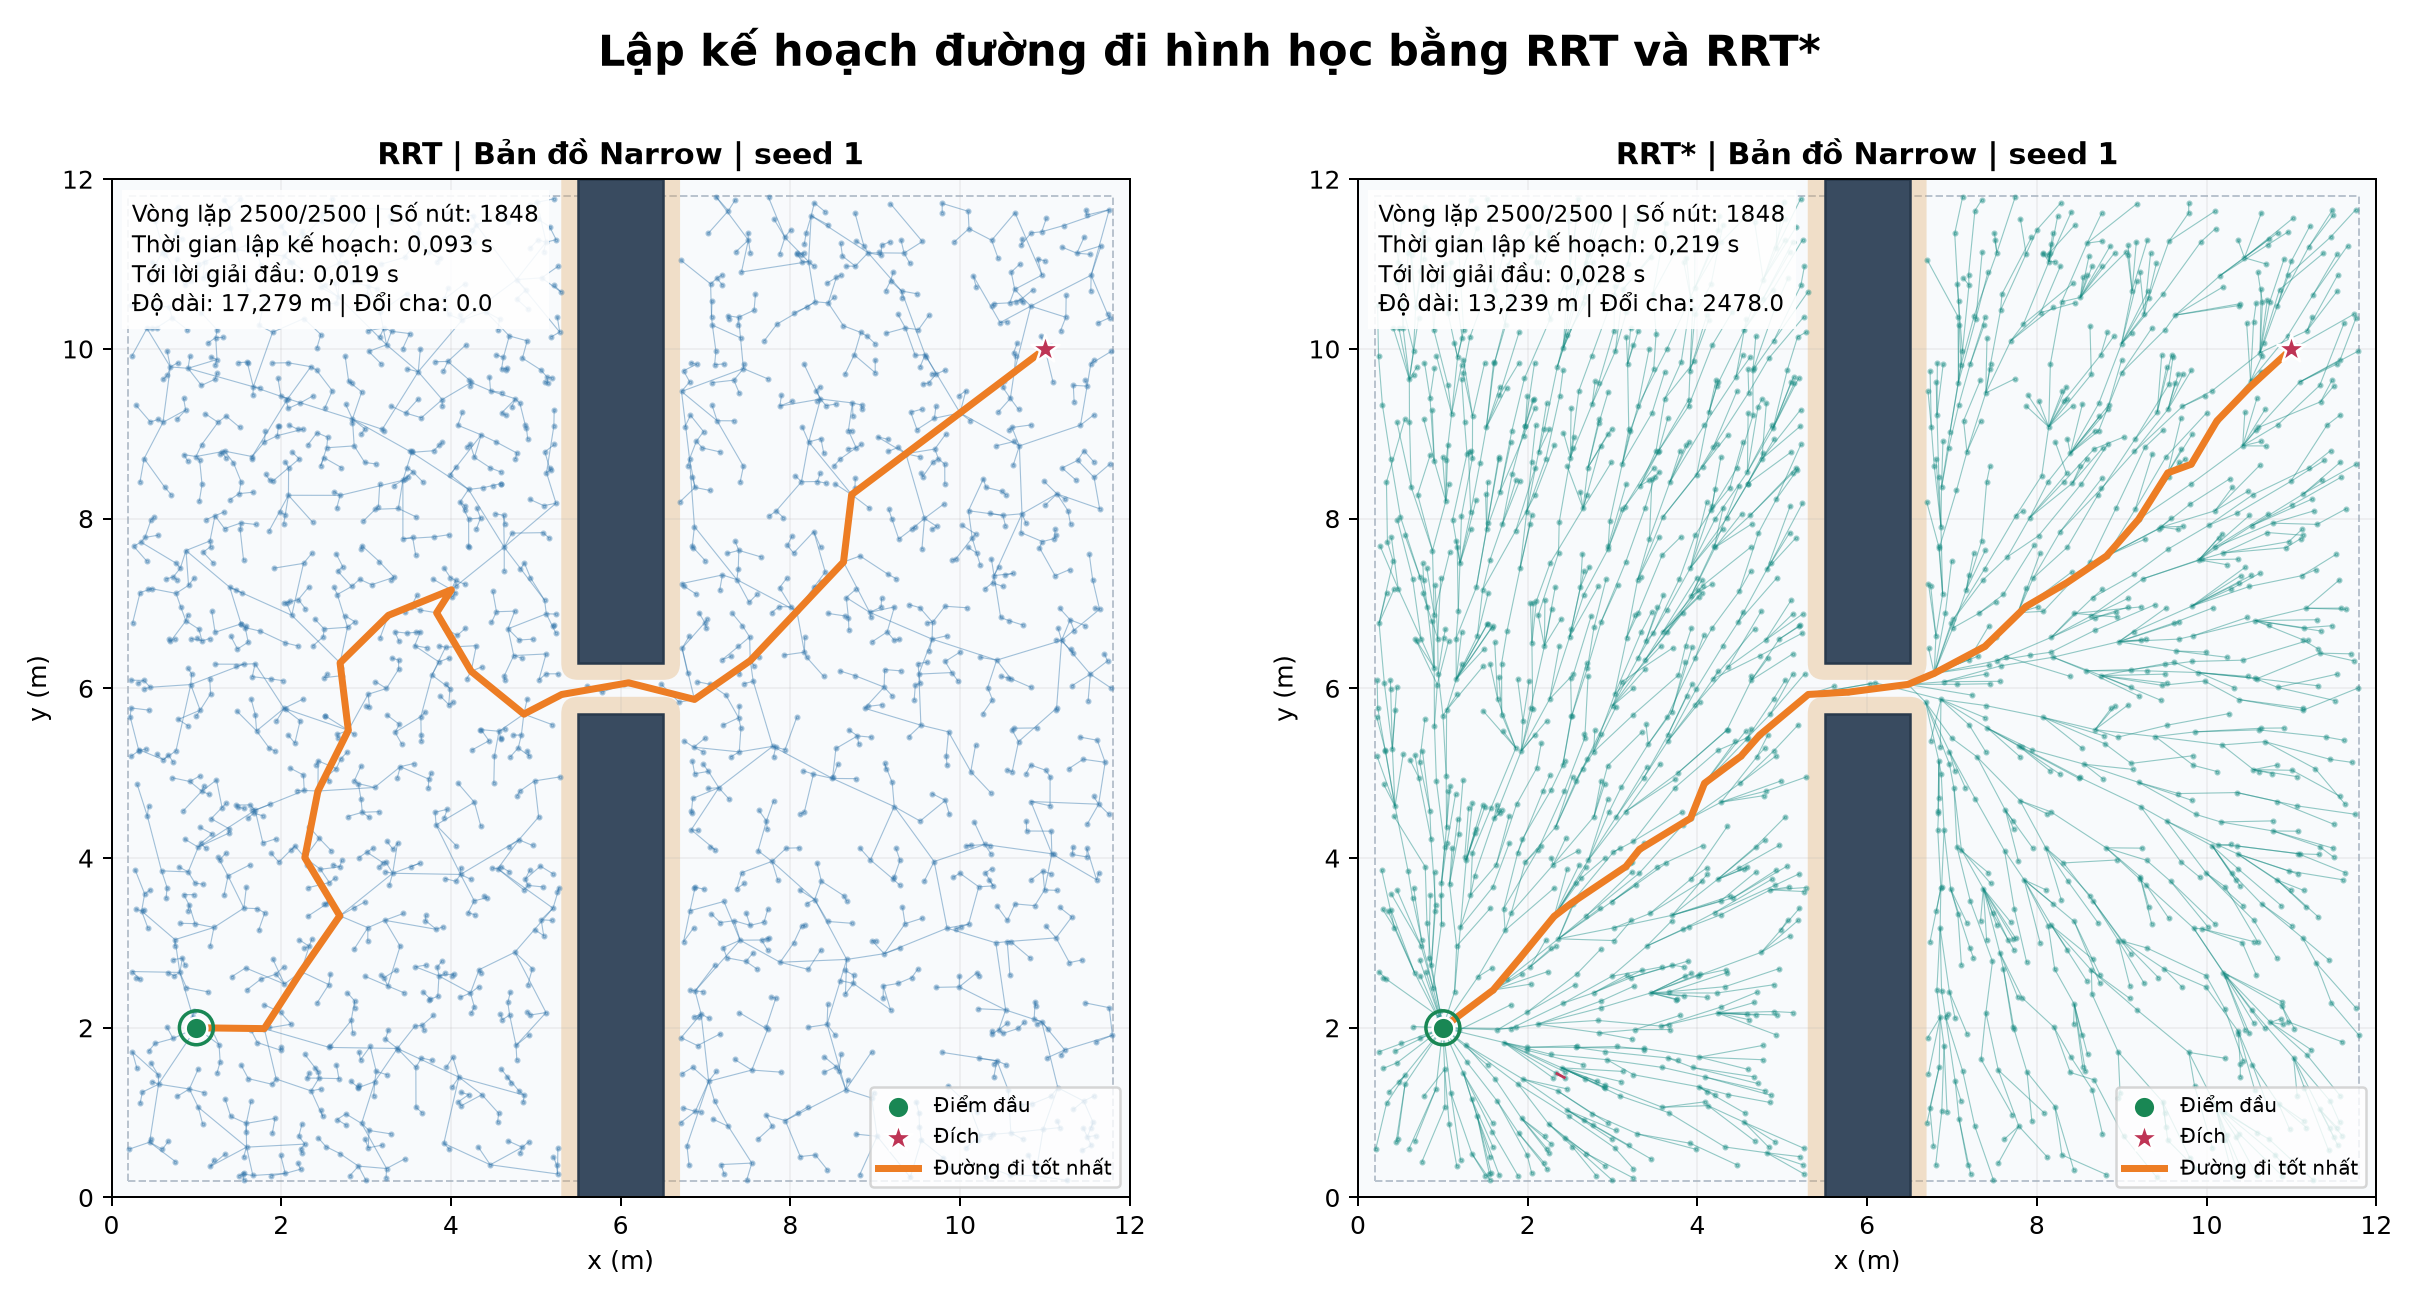 Lập kế hoạch đường đi hình học bằng RRT và RRT*
RRT | Bản đồ Narrow | seed 1
Vòng lặp 2500/2500 | Số nút: 1848
Thời gian lập kế hoạch: 0,093 s
Tới lời giải đầu: 0,019 s
Độ dài: 17,279 m | Đổi cha: 0.0
12
10
8
6
4
2
0
y (m)
0 2 4 6 8 10 12
x (m)
Điểm đầu
Đích
Đường đi tốt nhất
RRT* | Bản đồ Narrow | seed 1
Vòng lặp 2500/2500 | Số nút: 1848
Thời gian lập kế hoạch: 0,219 s
Tới lời giải đầu: 0,028 s
Độ dài: 13,239 m | Đổi cha: 2478.0
12
10
8
6
4
2
0
y (m)
0 2 4 6 8 10 12
x (m)
Điểm đầu
Đích
Đường đi tốt nhất